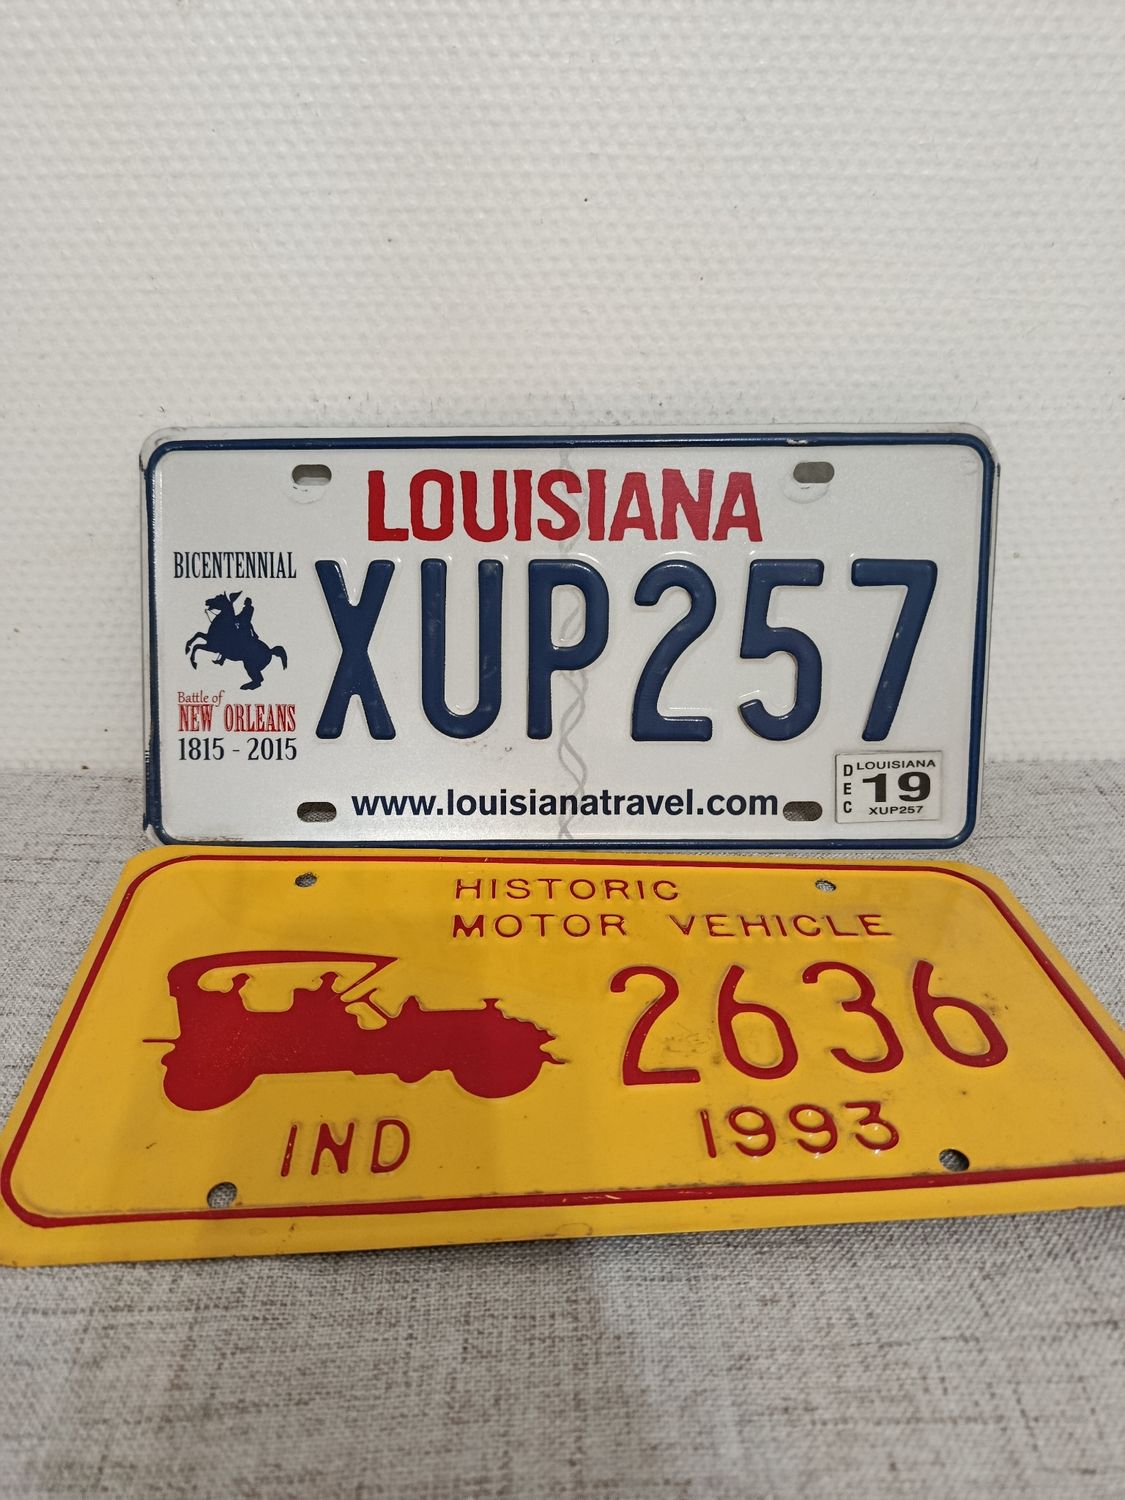 LOUISIANA
BICENTENNIAL
XUP257
Battle of
NEW ORLEANS
1815 - 2015
www.louisianatravel.com
DEC
LOUISIANA
19
XUP257
HISTORIC
MOTOR VEHICLE
2636
IND
1993